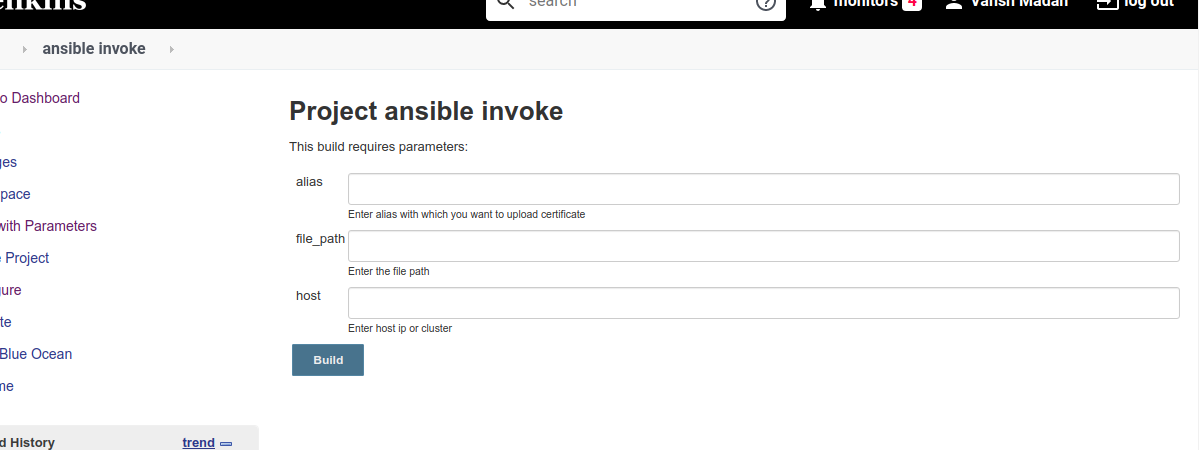 search
monitors 4
Vansh Madan
log out
ansible invoke
o Dashboard
ges
pace
with Parameters
e Project
gure
te
Blue Ocean
me
d History
trend
Project ansible invoke
This build requires parameters:
alias
Enter alias with which you want to upload certificate
file_path
Enter the file path
host
Enter host ip or cluster
Build